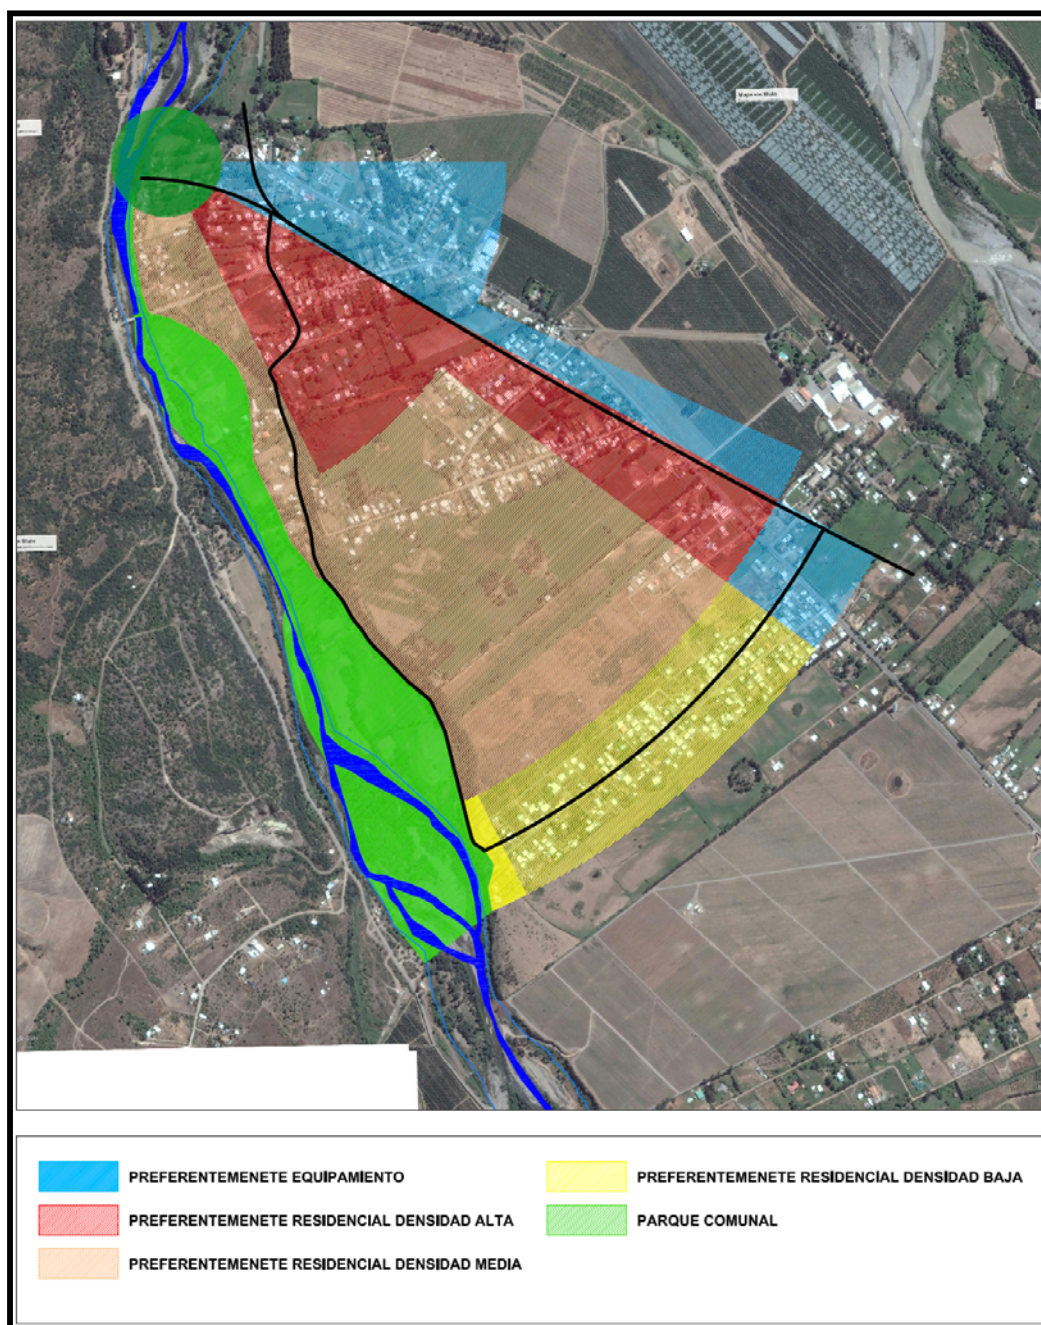 PREFERENTEMENETE EQUIPAMIENTO
PREFERENTEMENETE RESIDENCIAL DENSIDAD ALTA
PREFERENTEMENETE RESIDENCIAL DENSIDAD MEDIA
PREFERENTEMENETE RESIDENCIAL DENSIDAD BAJA
PARQUE COMUNAL